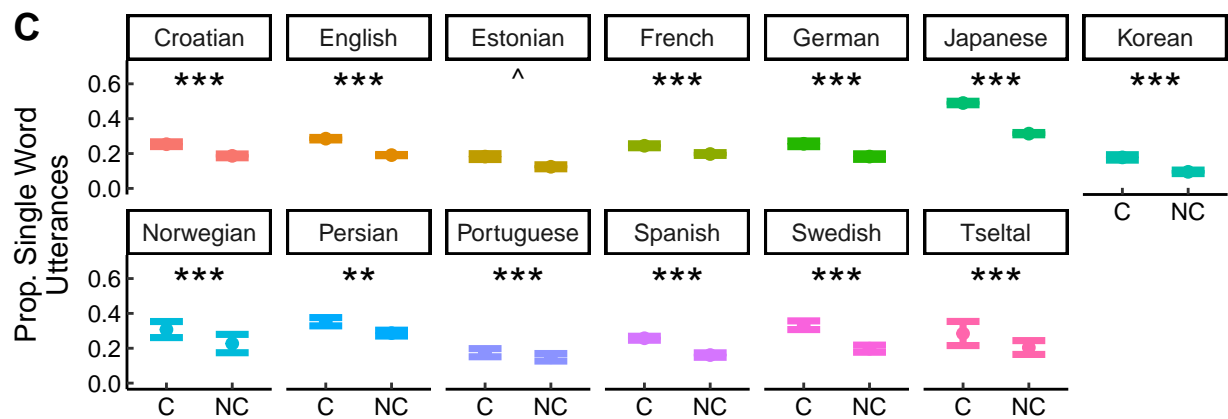 C
Croatian English Estonian French German Japanese Korean
*** *** ^ *** *** *** ***
Prop. Single Word
Utterances
0.6
0.4
0.2
0.0
C NC
Norwegian Persian Portuguese Spanish Swedish Tseltal
*** ** *** *** *** ***
0.6
0.4
0.2
0.0
C NC C NC C NC C NC C NC C NC